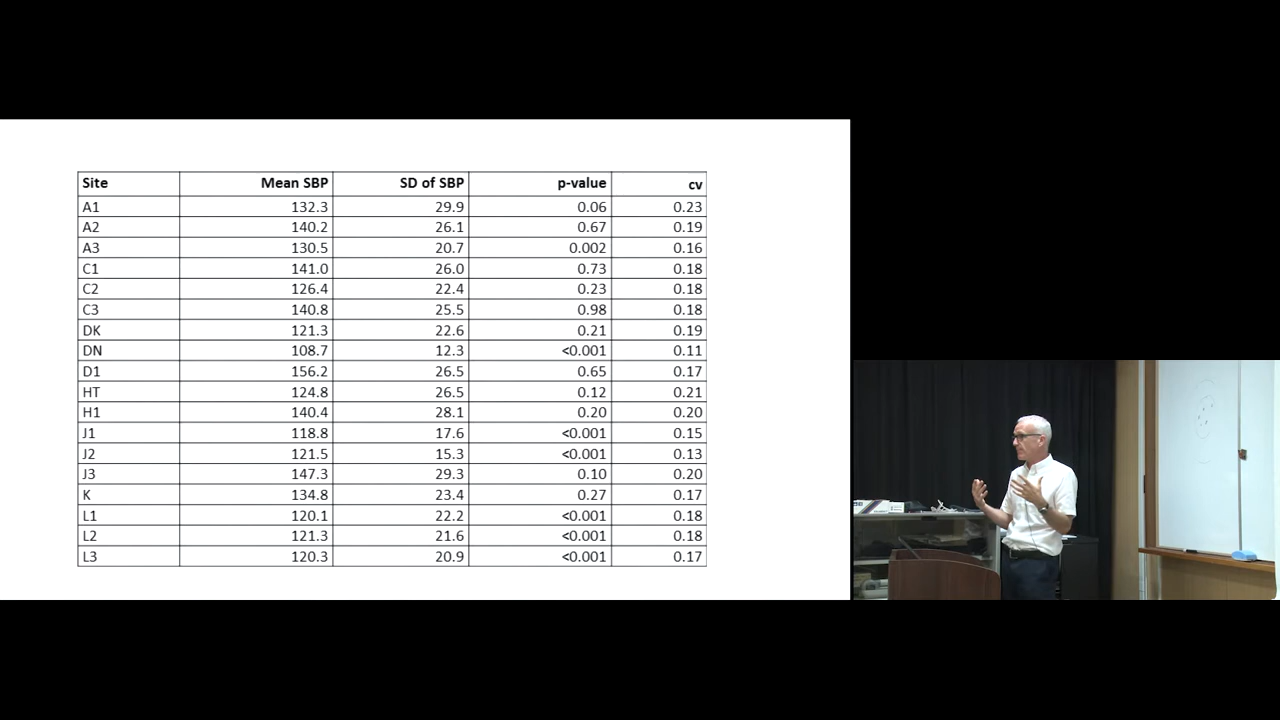 Site Mean SBP SD of SBP p-value cv
A1 132.3 29.9 0.06 0.23
A2 140.2 26.1 0.67 0.19
A3 130.5 20.7 0.002 0.16
C1 141.0 26.0 0.73 0.18
C2 126.4 22.4 0.23 0.18
C3 140.8 25.5 0.98 0.18
DK 121.3 22.6 0.21 0.19
DN 108.7 12.3 <0.001 0.11
D1 156.2 26.5 0.65 0.17
HT 124.8 26.5 0.12 0.21
H1 140.4 28.1 0.20 0.20
J1 118.8 17.6 <0.001 0.15
J2 121.5 15.3 <0.001 0.13
J3 147.3 29.3 0.10 0.20
K 134.8 23.4 0.27 0.17
L1 120.1 22.2 <0.001 0.18
L2 121.3 21.6 <0.001 0.18
L3 120.3 20.9 <0.001 0.17